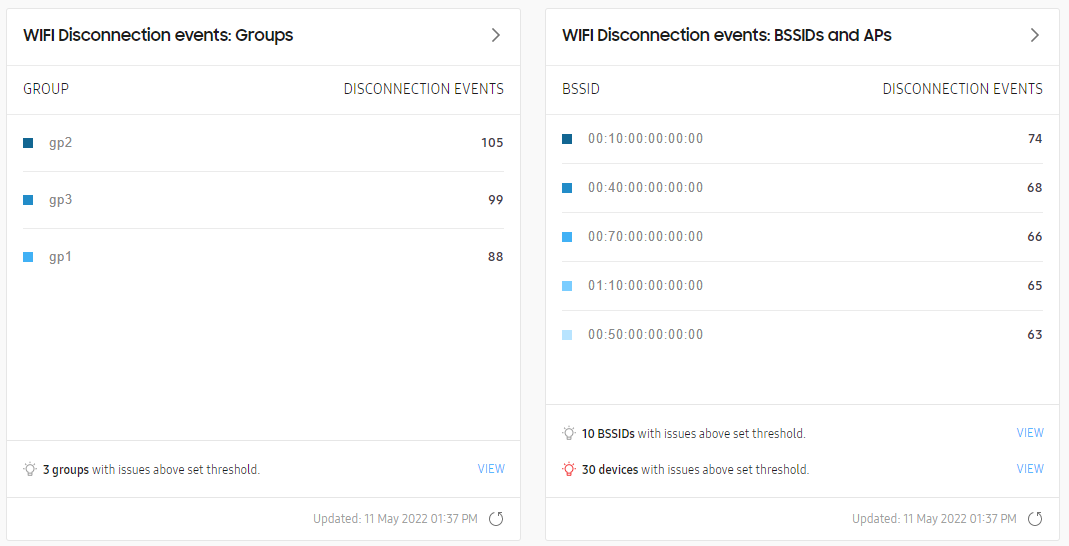 WIFI Disconnection events: Groups
GROUP DISCONNECTION EVENTS
gp2 105
gp3 99
gp1 88
3 groups with issues above set threshold. VIEW
Updated: 11 May 2022 01:37 PM
WIFI Disconnection events: BSSIDs and APs
BSSID DISCONNECTION EVENTS
00:10:00:00:00:00 74
00:40:00:00:00:00 68
00:70:00:00:00:00 66
01:10:00:00:00:00 65
00:50:00:00:00:00 63
10 BSSIDs with issues above set threshold. VIEW
30 devices with issues above set threshold. VIEW
Updated: 11 May 2022 01:37 PM